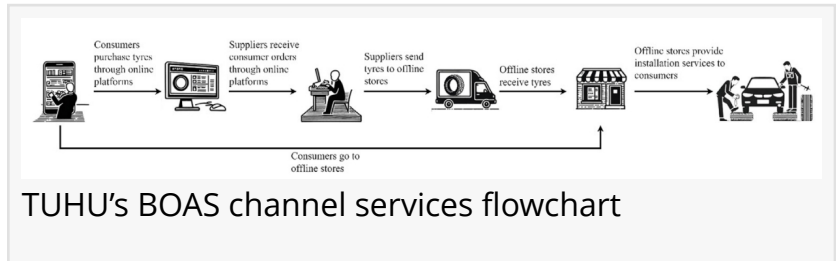 Consumers
purchase tyres
through online
platforms
Suppliers receive
consumer orders
through online
platforms
Suppliers send
tyres to offline
stores
Offline stores
receive tyres
Offline stores provide
installation services to
consumers
Consumers go to
offline stores
TUHU’s BOAS channel services flowchart